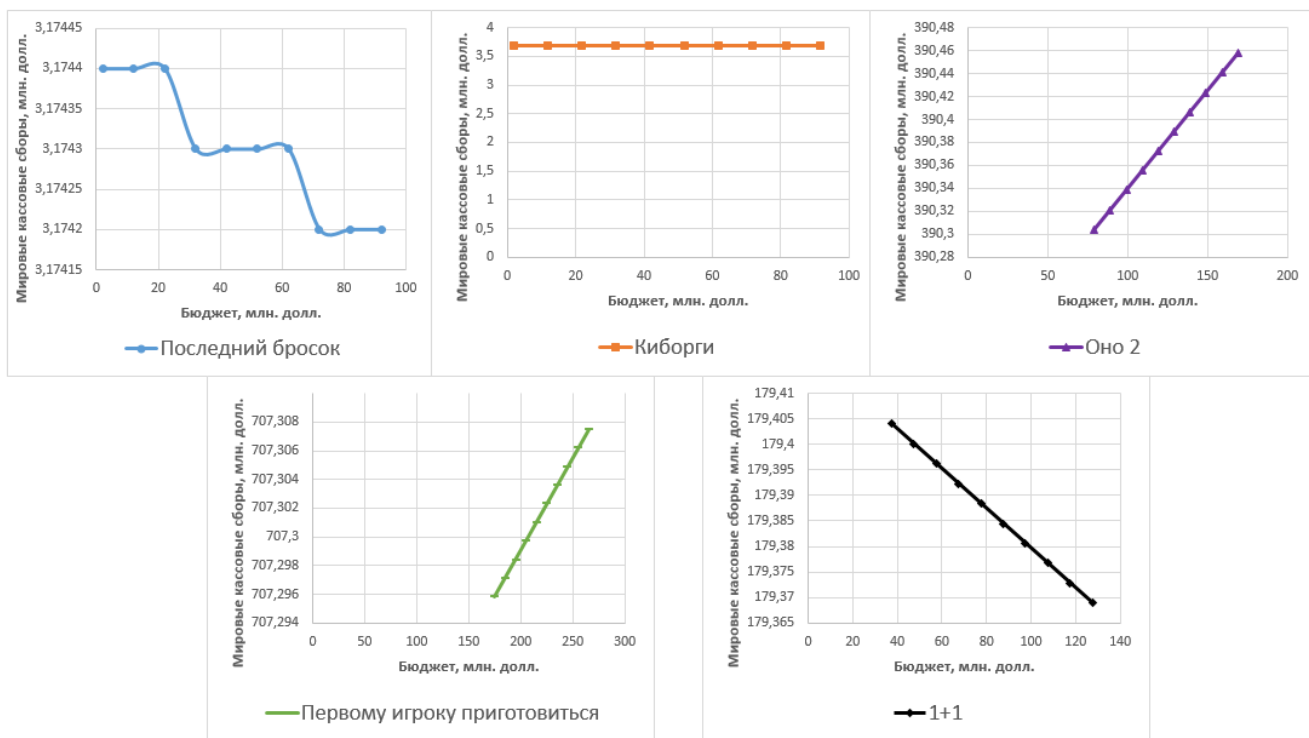 Мировые кассовые сборы, млн. долл.
3,17445
3,1744
3,17435
3,1743
3,17425
3,1742
3,17415
0 20 40 60 80 100
Бюджет, млн. долл.
Последний бросок
Мировые кассовые сборы, млн. долл.
4
3,5
3
2,5
2
1,5
1
0,5
0
0 20 40 60 80 100
Бюджет, млн. долл.
Киборги
Мировые кассовые сборы, млн. долл.
390,48
390,46
390,44
390,42
390,4
390,38
390,36
390,34
390,32
390,3
390,28
0 50 100 150 200
Бюджет, млн. долл.
Оно 2
Мировые кассовые сборы, млн. долл.
707,308
707,306
707,304
707,302
707,3
707,298
707,296
707,294
0 50 100 150 200 250 300
Бюджет, млн. долл.
Первому игроку приготовиться
Мировые кассовые сборы, млн. долл.
179,41
179,405
179,4
179,395
179,39
179,385
179,38
179,375
179,37
179,365
0 20 40 60 80 100 120 140
Бюджет, млн. долл.
1+1